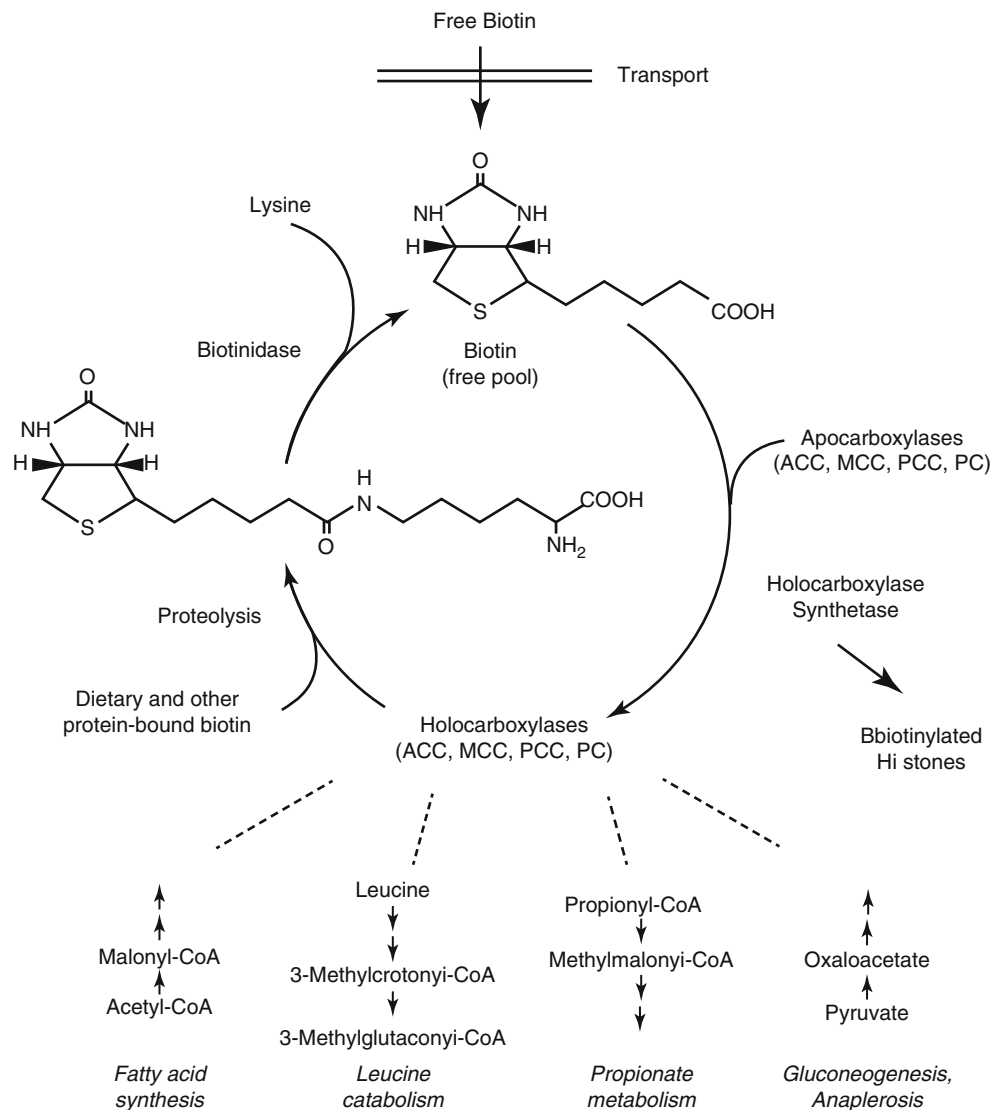 Free Biotin
Transport
O
NH
NH
H
H
S
COOH
Biotin
(free pool)
Lysine
Biotinidase
O
NH
NH
H
H
S
H
N
O
COOH
NH2
Apocarboxylases
(ACC, MCC, PCC, PC)
Holocarboxylase
Synthetase
Bbiotinylated
Hi stones
Proteolysis
Dietary and other
protein-bound biotin
Holocarboxylases
(ACC, MCC, PCC, PC)
Malonyl-CoA
Acetyl-CoA
Fatty acid
synthesis
Leucine
3-Methylcrotonyi-CoA
3-Methylglutaconyi-CoA
Leucine
catabolism
Propionyl-CoA
Methylmalonyi-CoA
Propionate
metabolism
Oxaloacetate
Pyruvate
Gluconeogenesis,
Anaplerosis